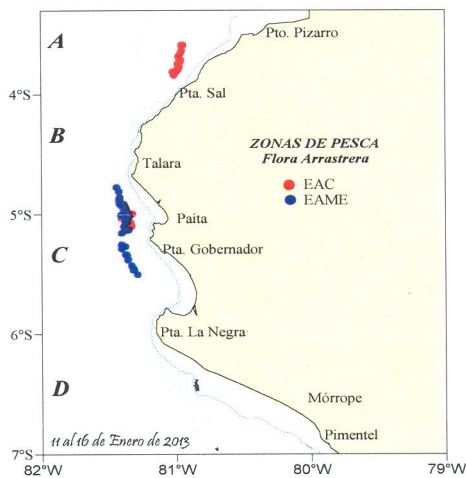 A
Pto. Pizarro
4°S
Pta. Sal
B
ZONAS DE PESCA
Flora Arrastrera
Talara
EAC
EAME
5°S
Paita
C
Pta. Gobernador
6°S
Pta. La Negra
D
Mórrope
11 al 16 de Enero de 2013
Pimentel
7°S
82°W
81°W
80°W
79°W